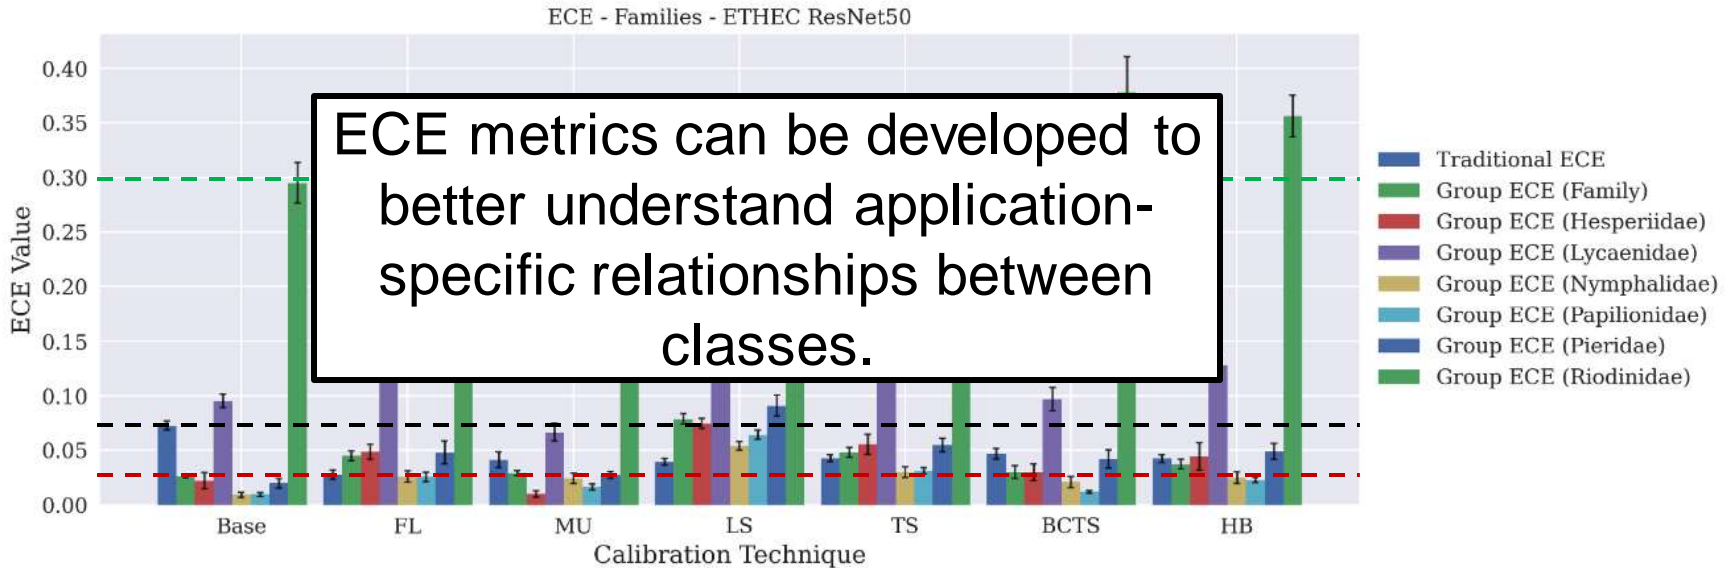 ECE - Families - ETHEC ResNet50
ECE Value
0.40
0.35
0.30
0.25
0.20
0.15
0.10
0.05
0.00
ECE metrics can be developed to
better understand application-
specific relationships between
classes.
Base FL MU LS TS BCTS HB
Calibration Technique
Traditional ECE
Group ECE (Family)
Group ECE (Hesperiidae)
Group ECE (Lycaenidae)
Group ECE (Nymphalidae)
Group ECE (Papilionidae)
Group ECE (Pieridae)
Group ECE (Riodinidae)